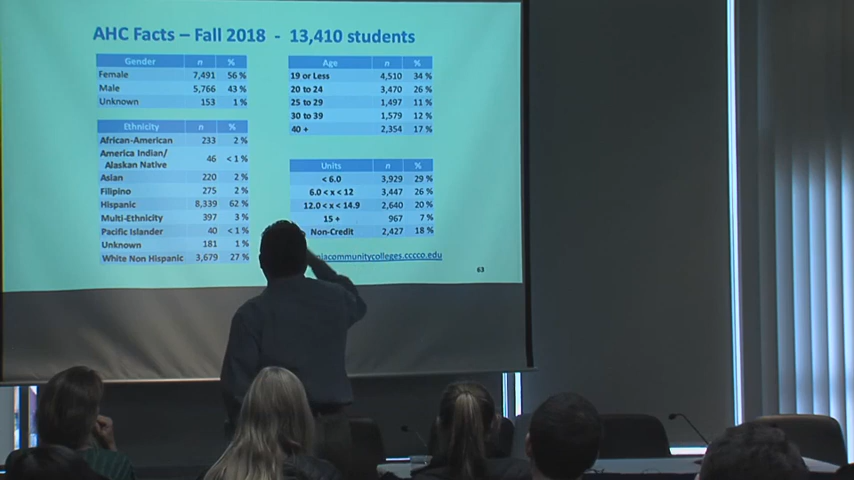 AHC Facts – Fall 2018 - 13,410 students
Gender n %
Female 7,491 56 %
Male 5,766 43 %
Unknown 153 1 %
Ethnicity n %
African-American 233 2 %
America Indian/
Alaskan Native 46 < 1 %
Asian 220 2 %
Filipino 275 2 %
Hispanic 8,339 62 %
Multi-Ethnicity 397 3 %
Pacific Islander 40 < 1 %
Unknown 181 1 %
White Non Hispanic 3,679 27 %
Age n %
19 or Less 4,510 34 %
20 to 24 3,470 26 %
25 to 29 1,497 11 %
30 to 39 1,579 12 %
40 + 2,354 17 %
Units n %
< 6.0 3,929 29 %
6.0 < x < 12 3,447 26 %
12.0 < x < 14.9 2,640 20 %
15 + 967 7 %
Non-Credit 2,427 18 %
iacommunitycolleges.cccco.edu
63